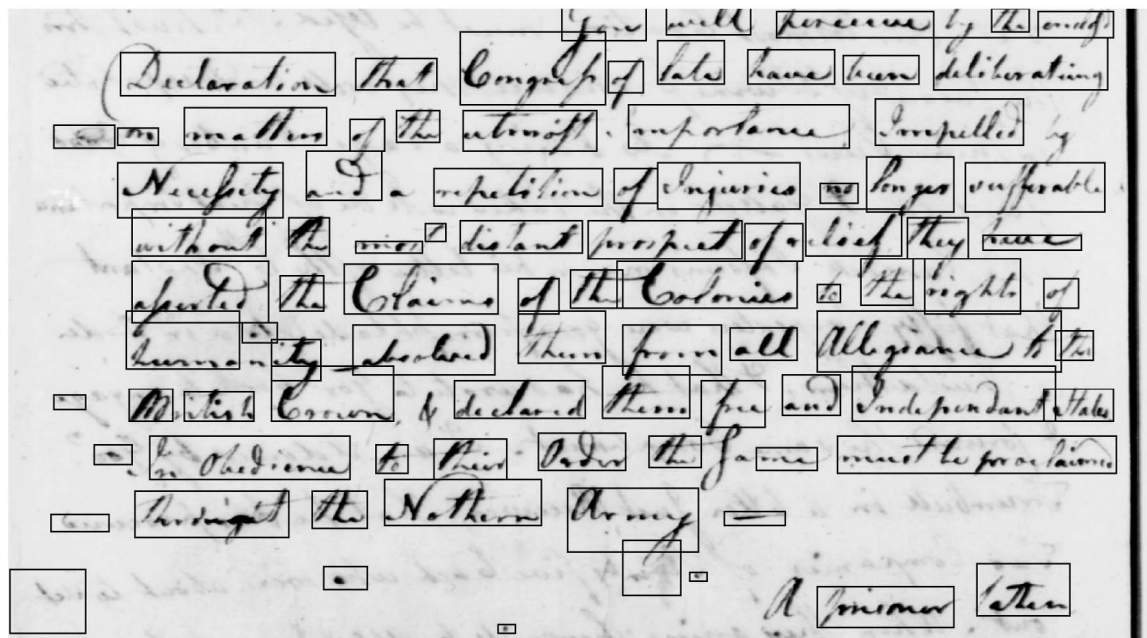 You will perceive by the inclos'd
Declaration that Congress of late have been deliberating
on matters of the utmost Importance Impelled by
Necessity and a repetition of Injuries no longer sufferable
without the most distant prospect of relief they have
asserted the Claims of the Colonies to the rights of
humanity absolved them from all Allegiance to the
British Crown, & declared them free and Independant States
In Obedience to their Order the Same must be proclaimed
throughout the Nothern Army —
A prisoner taken